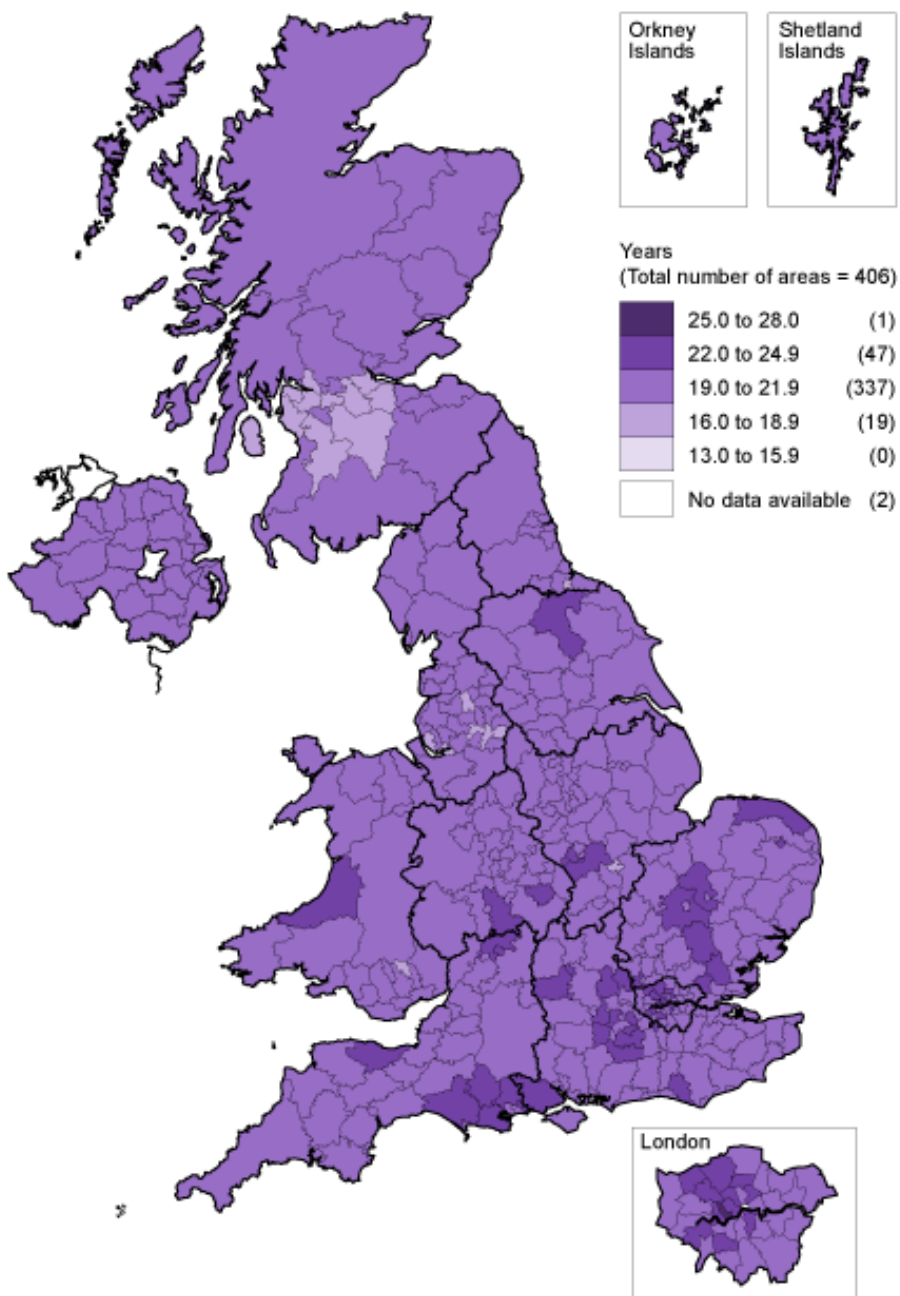 Orkney
Islands
Shetland
Islands
Years
(Total number of areas = 406)
25.0 to 28.0 (1)
22.0 to 24.9 (47)
19.0 to 21.9 (337)
16.0 to 18.9 (19)
13.0 to 15.9 (0)
No data available (2)
London